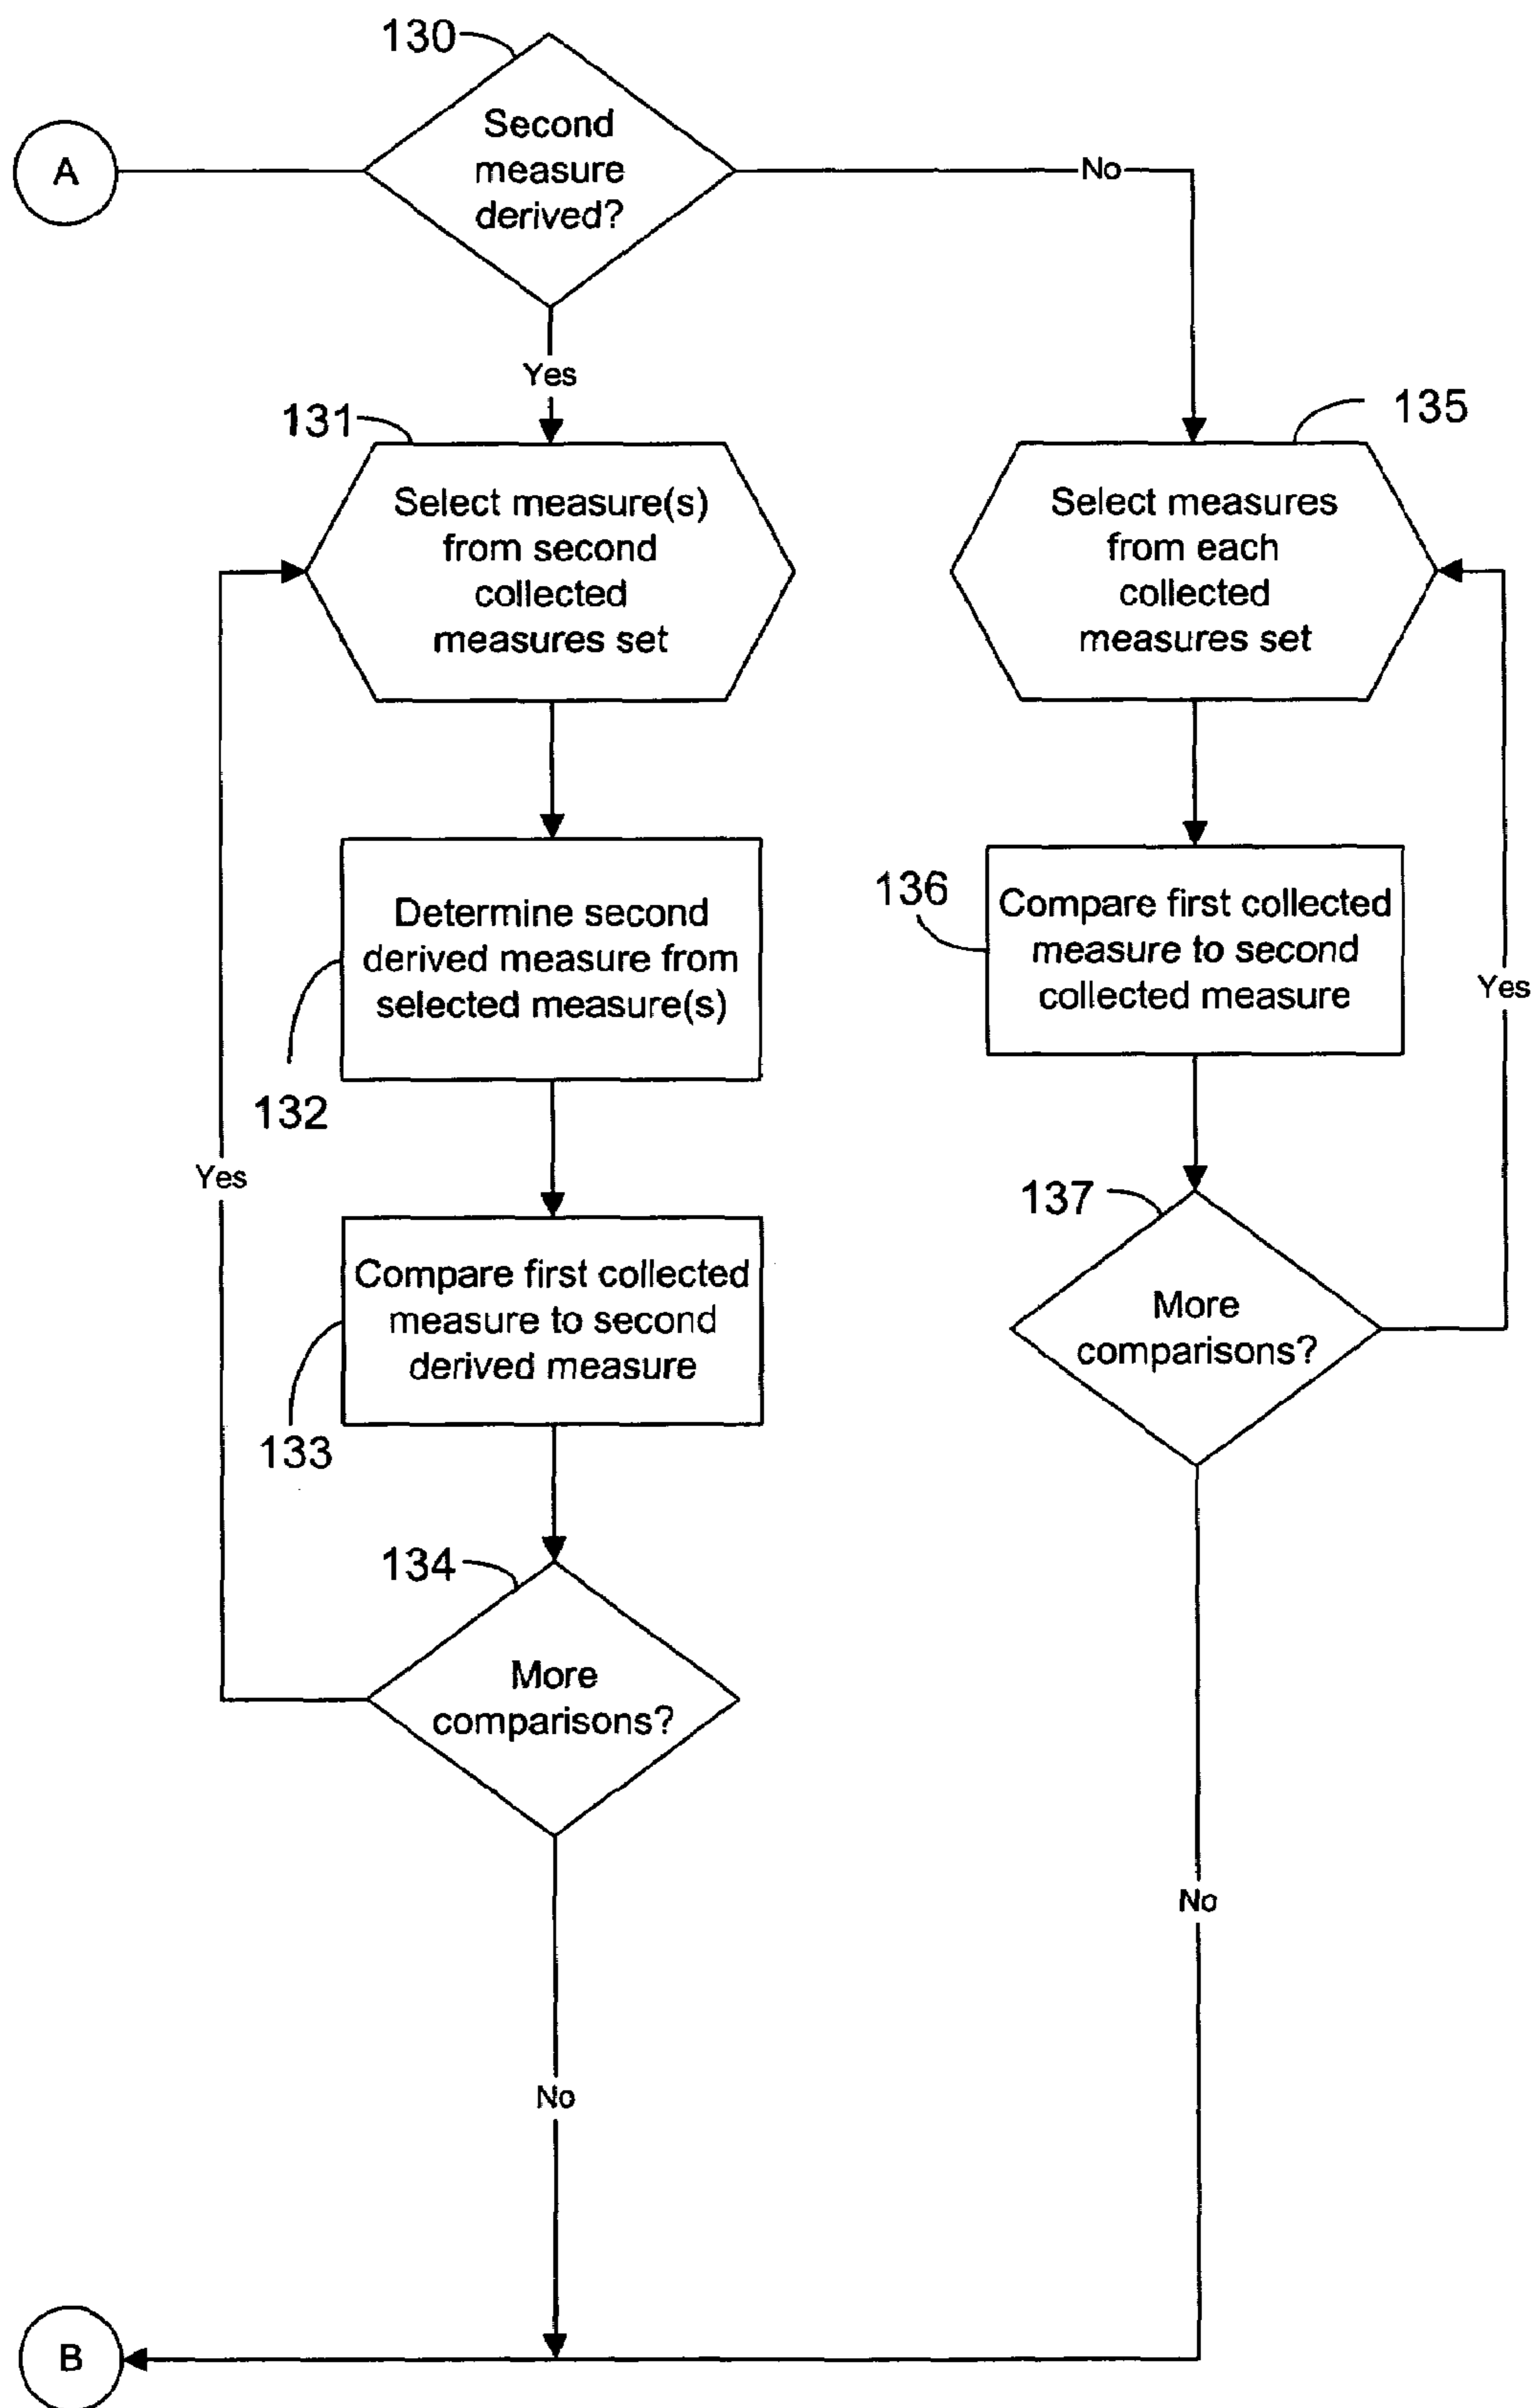 130
Second
measure
derived?
A
No
Yes
131
Select measure(s)
from second
collected
measures set
135
Select measures
from each
collected
measures set
Determine second
derived measure from
selected measure(s)
132
136
Compare first collected
measure to second
collected measure
Yes
Yes
Compare first collected
measure to second
derived measure
133
137
More
comparisons?
134
More
comparisons?
No
No
B